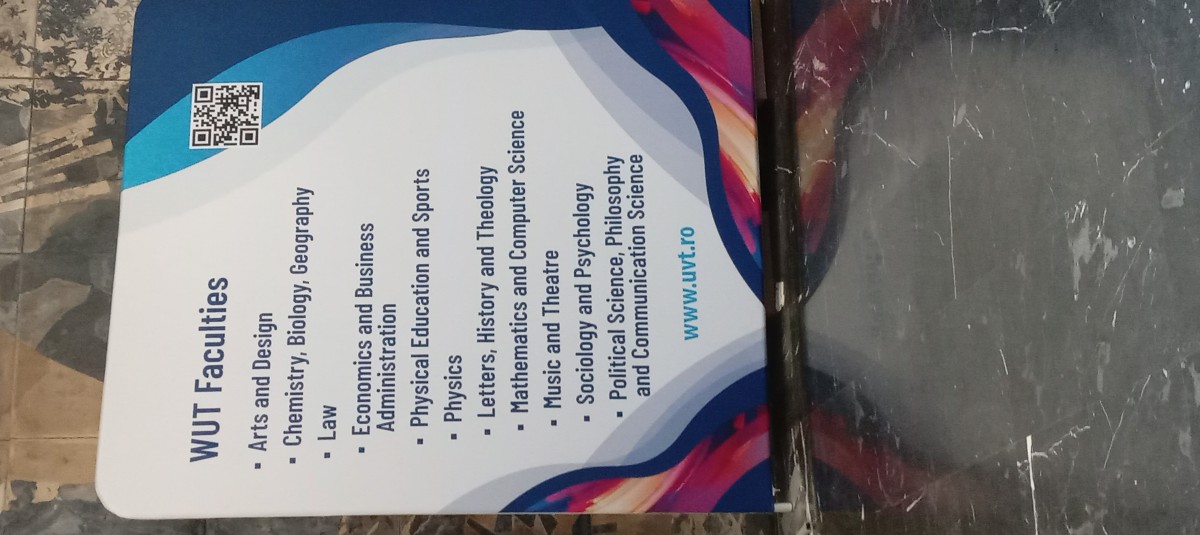 WUT Faculties
▪ Arts and Design
▪ Chemistry, Biology, Geography
▪ Law
▪ Economics and Business
Administration
▪ Physical Education and Sports
▪ Physics
▪ Letters, History and Theology
▪ Mathematics and Computer Science
▪ Music and Theatre
▪ Sociology and Psychology
▪ Political Science, Philosophy
and Communication Science
www.uvt.ro